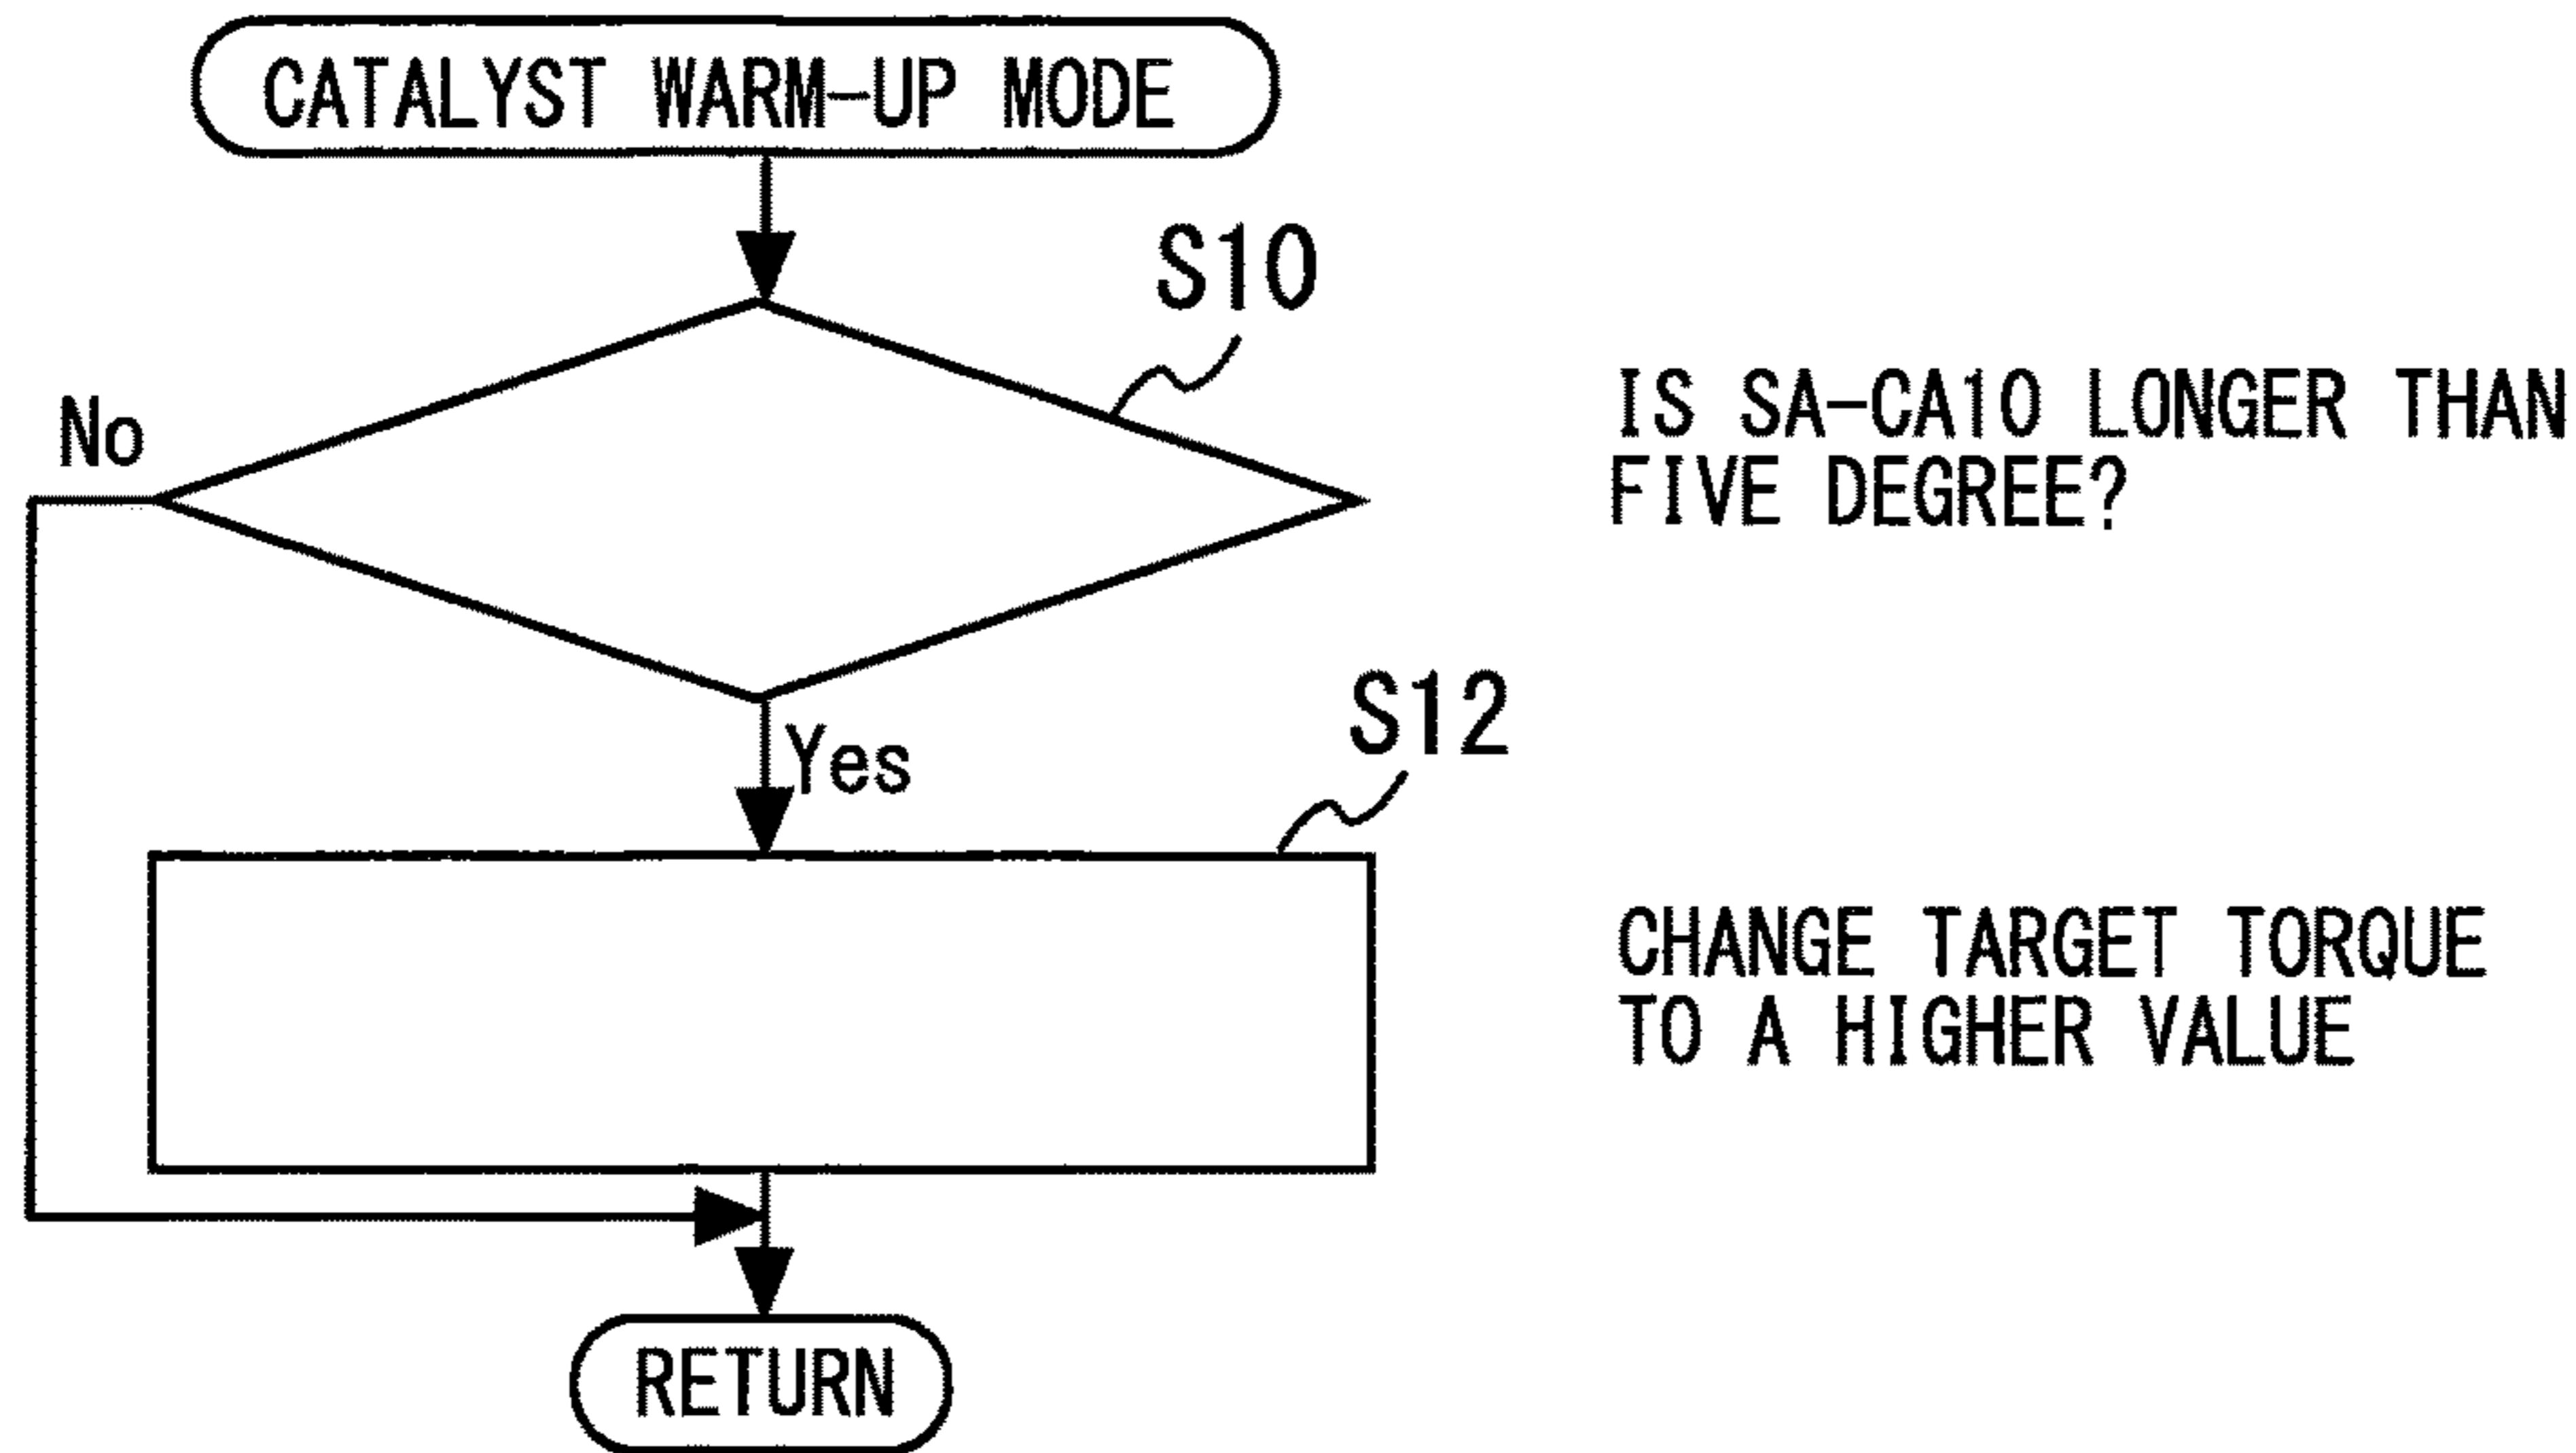 CATALYST WARM-UP MODE
S10
No
IS SA-CA10 LONGER THAN
FIVE DEGREE?
Yes
S12
CHANGE TARGET TORQUE
TO A HIGHER VALUE
RETURN